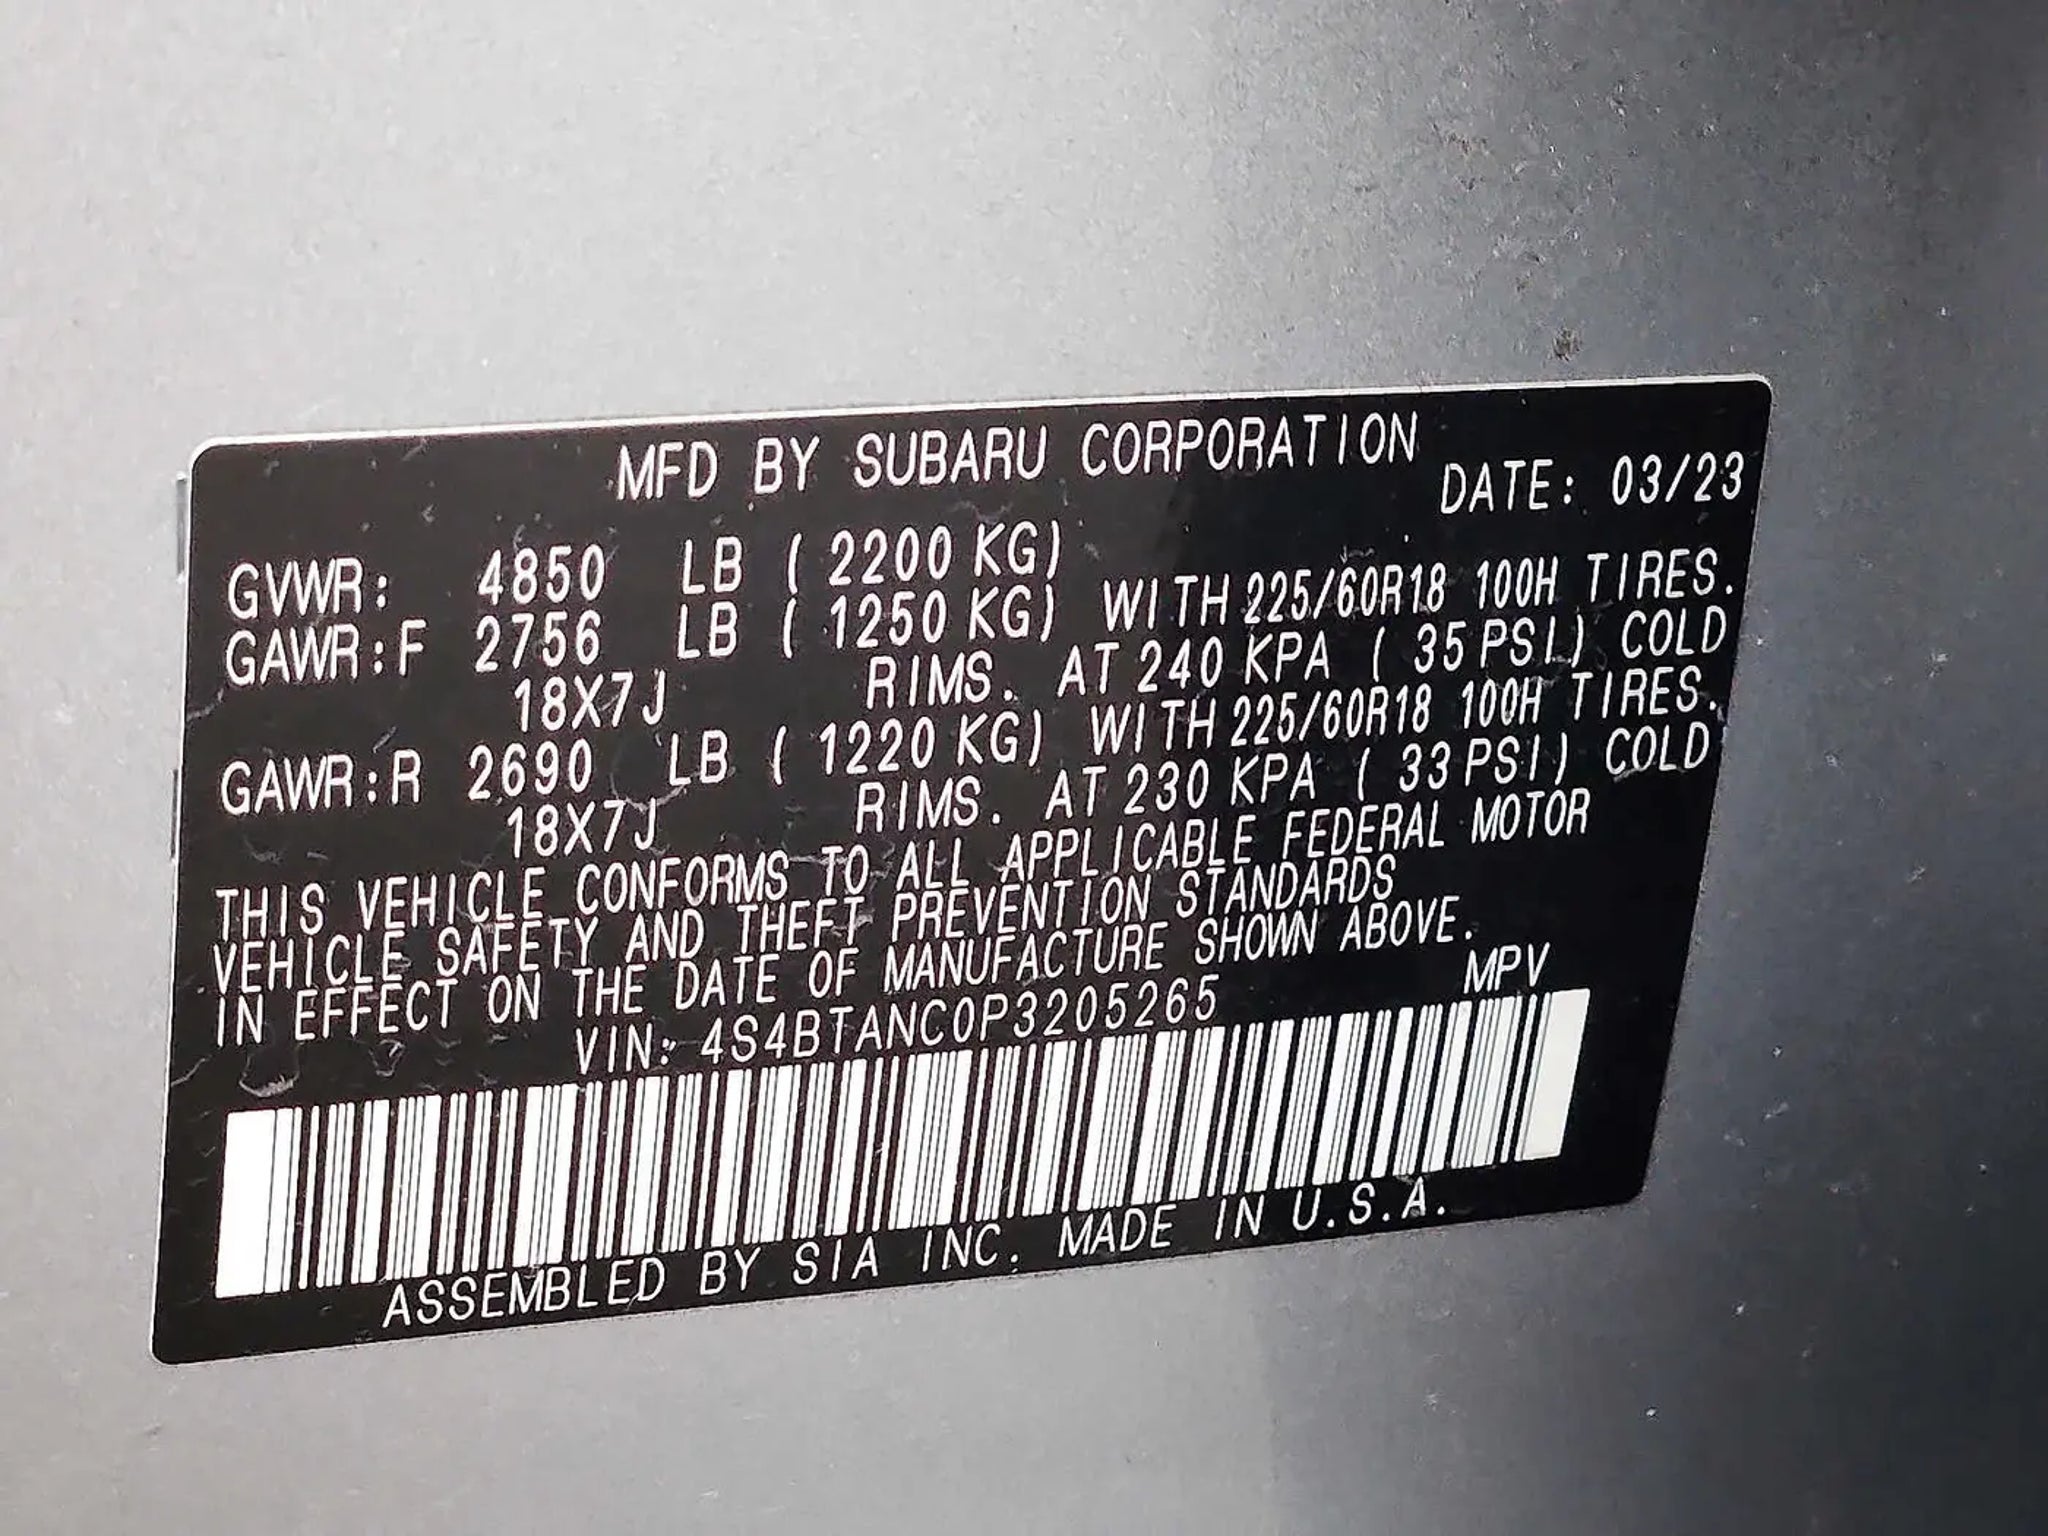 MFD BY SUBARU CORPORATION
DATE: 03/23
GVWR: 4850 LB ( 2200 KG)
GAWR:F 2756 LB ( 1250 KG) WITH 225/60R18 100H TIRES.
18X7J RIMS. AT 240 KPA ( 35 PSI) COLD
GAWR:R 2690 LB ( 1220 KG) WITH 225/60R18 100H TIRES.
18X7J RIMS. AT 230 KPA ( 33 PSI) COLD
THIS VEHICLE CONFORMS TO ALL APPLICABLE FEDERAL MOTOR
VEHICLE SAFETY AND THEFT PREVENTION STANDARDS
IN EFFECT ON THE DATE OF MANUFACTURE SHOWN ABOVE.
VIN: 4S4BTANC0P3205265 MPV
ASSEMBLED BY SIA INC. MADE IN U.S.A.